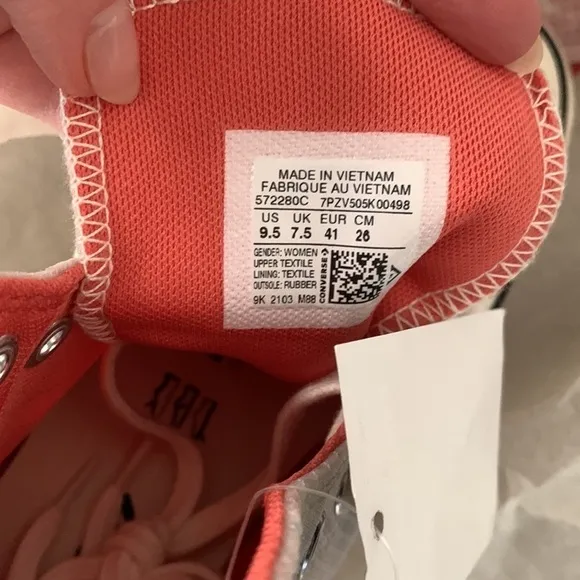 MADE IN VIETNAM
FABRIQUE AU VIETNAM
572280C 7PZV505K00498
US UK EUR CM
9.5 7.5 41 26
GENDER: WOMEN
UPPER TEXTILE
LINING: TEXTILE
OUTSOLE: RUBBER
9K 2103 M88
CONVERSE